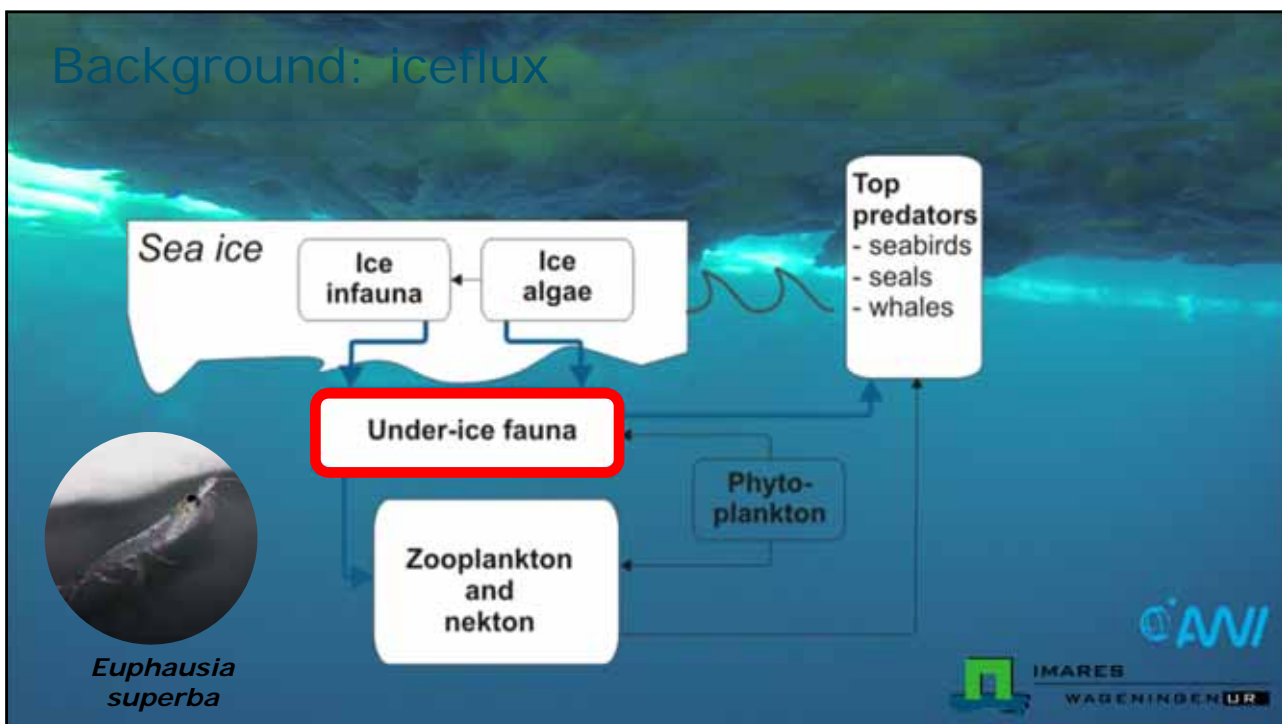 Background: iceflux
Sea ice
Ice
infauna
Ice
algae
Top
predators
- seabirds
- seals
- whales
Under-ice fauna
Phyto-
plankton
Zooplankton
and
nekton
Euphausia
superba
AWI
IMARES
WAGENINGEN UR